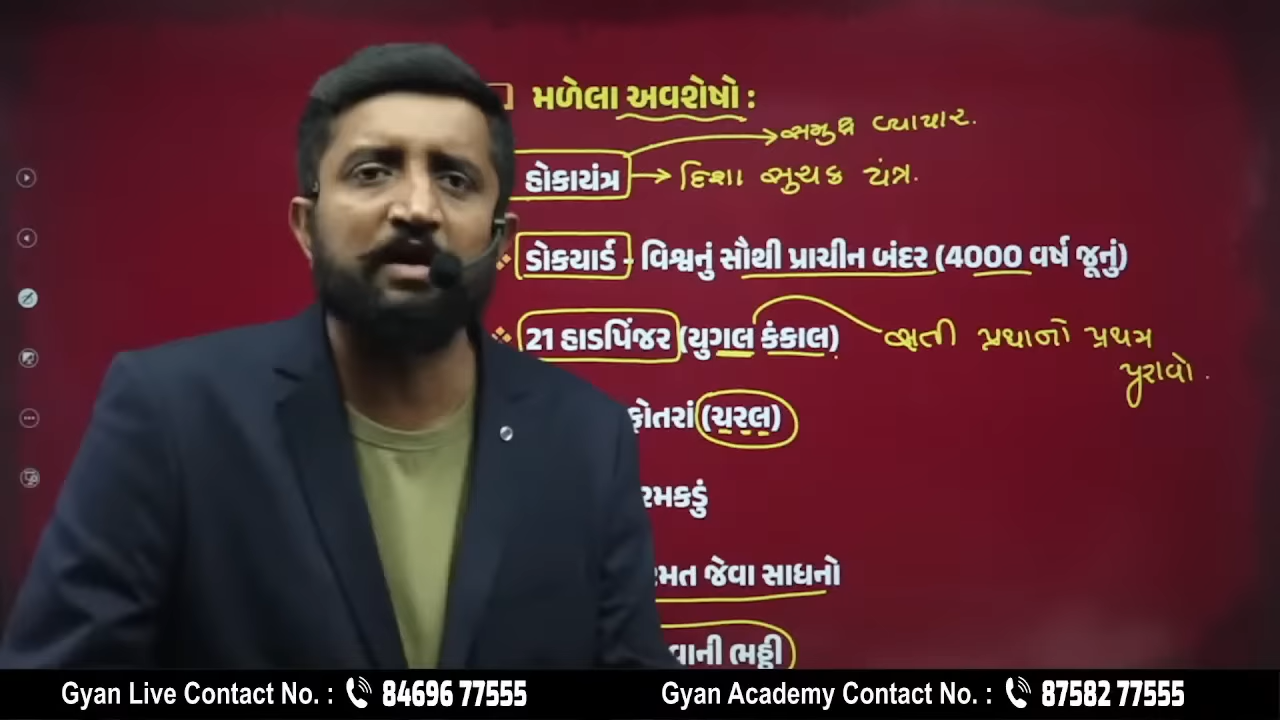 મળેલા અવશેષો :
સમુદ્રી વ્યાપાર.
હોકાયંત્ર → દિશા સુચક યંત્ર.
ડોકયાર્ડ - વિશ્વનું સૌથી પ્રાચીન બંદર (4000 વર્ષ જૂનું)
21 હાડપિંજર (યુગલ કંકાલ) સતી પ્રથાનો પ્રથમ
પુરાવો.
ફોતરાં (ચરલ)
રમકડું
રમત જેવા સાધનો
વાની ભઠ્ઠી
Gyan Live Contact No. : 84696 77555
Gyan Academy Contact No. : 87582 77555